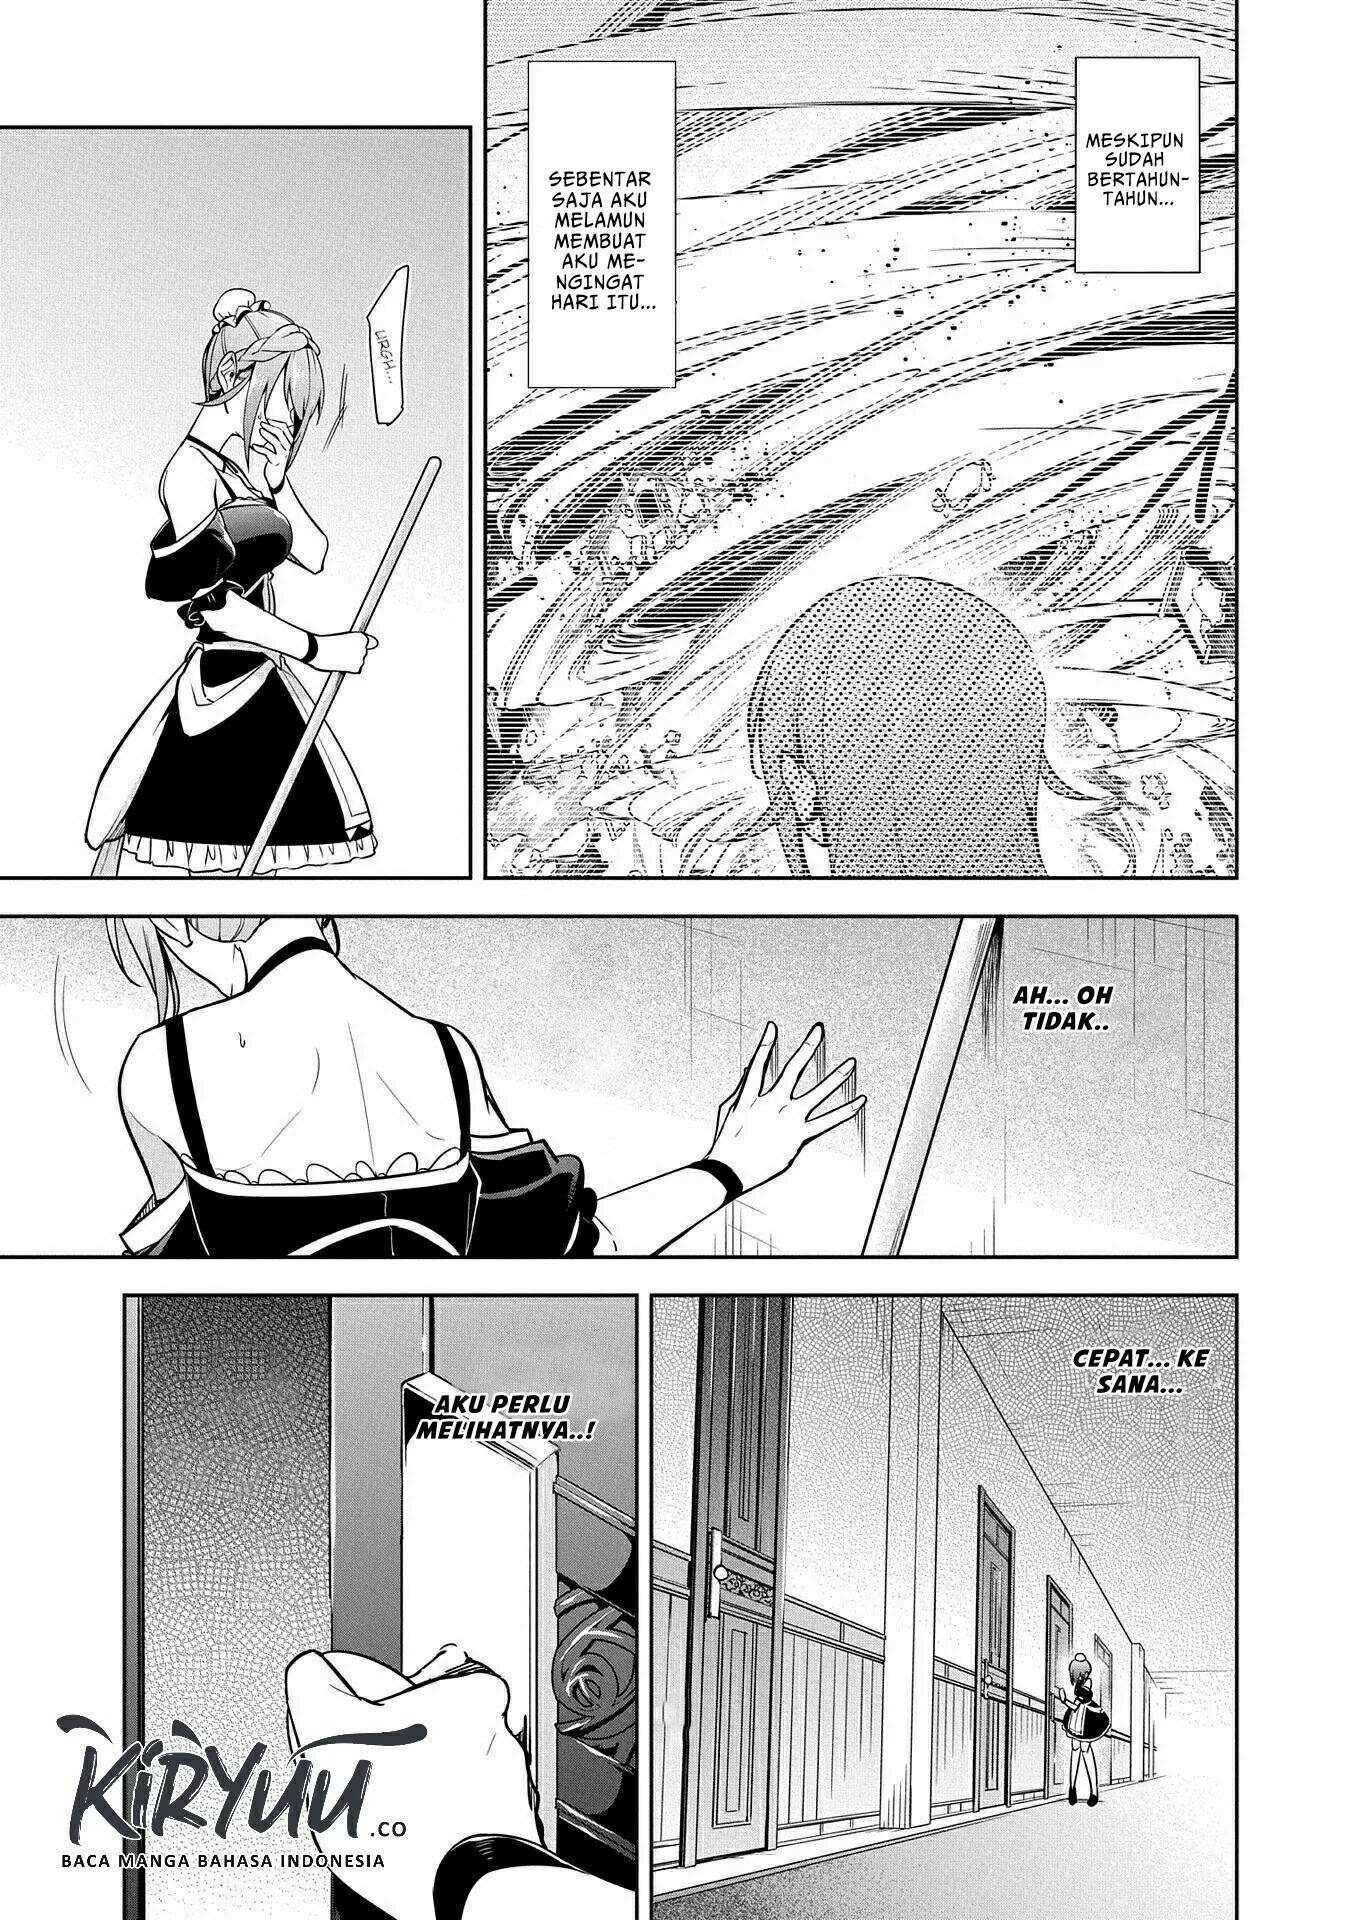 MESKIPUN
SUDAH
BERTAHUN-
TAHUN...
SEBENTAR
SAJA AKU
MELAMUN
MEMBUAT
AKU ME-
NGINGAT
HARI ITU...
URGH...
AH... OH
TIDAK..
CEPAT... KE
SANA...
AKU PERLU
MELIHATNYA..!
KIRYUU.CO
BACA MANGA BAHASA INDONESIA